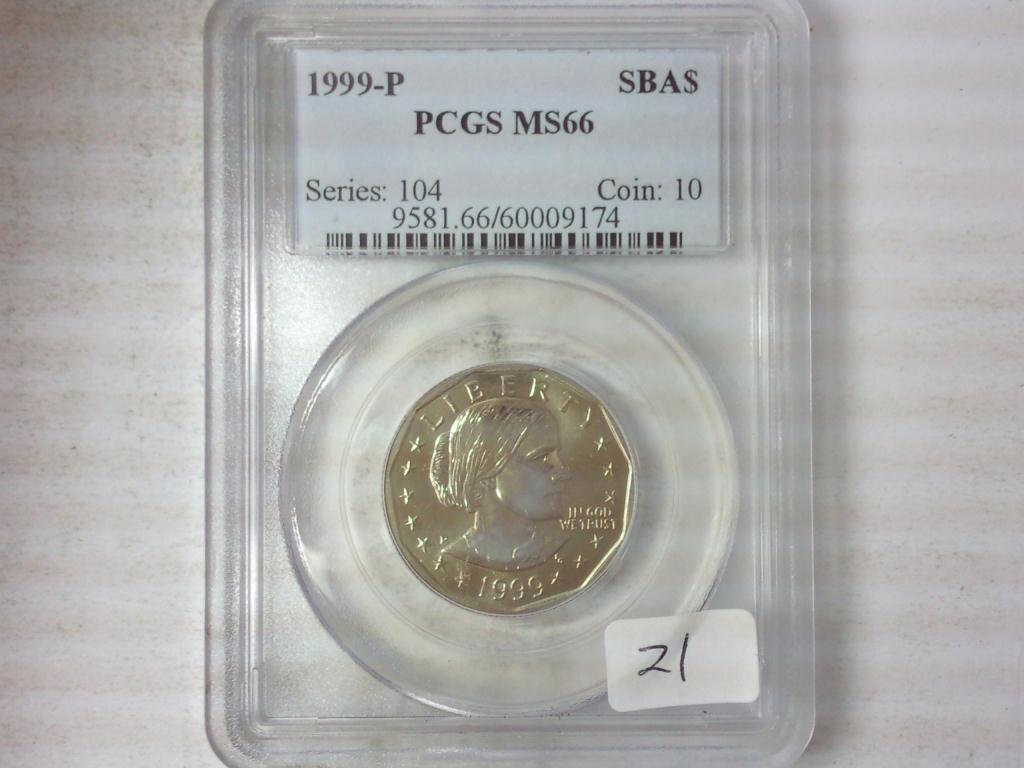 1999-P SBA$
PCGS MS66
Series: 104 Coin: 10
9581.66/60009174
LIBERTY
IN GOD
WE TRUST
1999
21